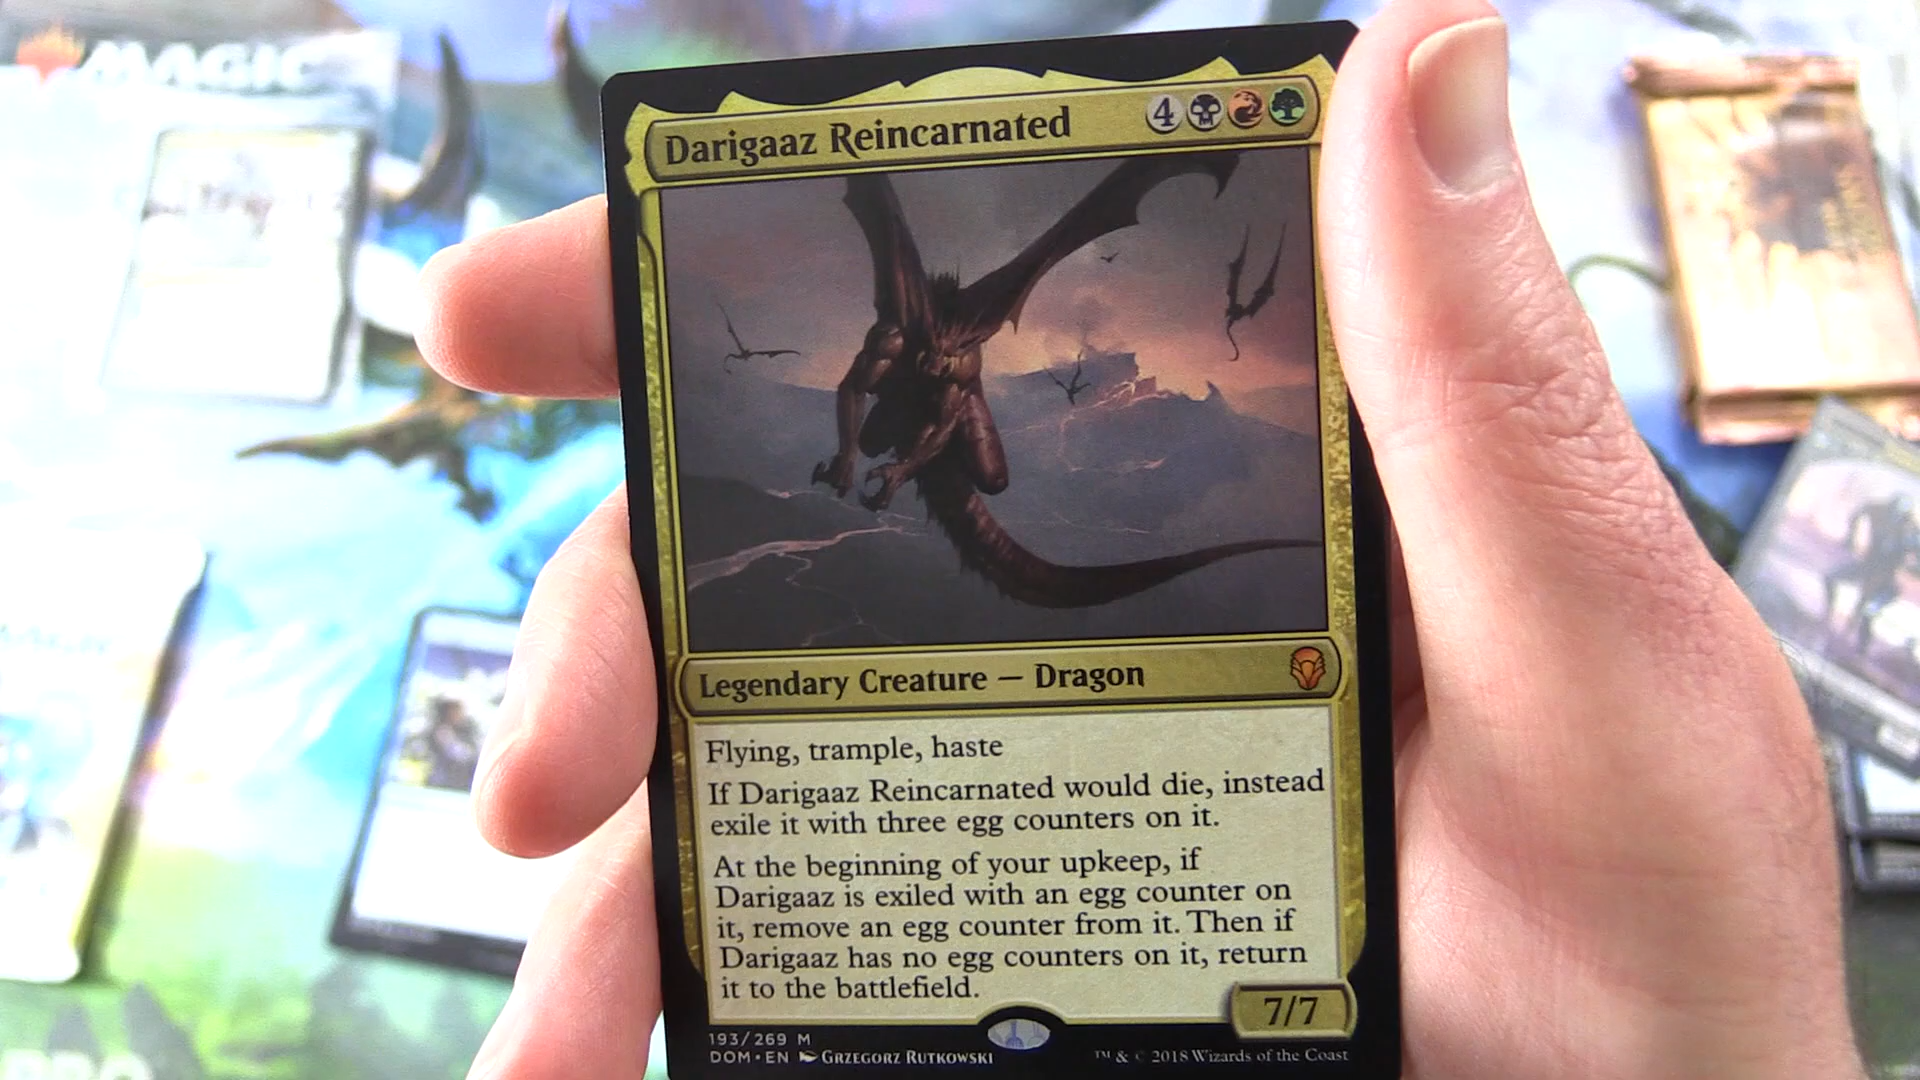 MAGIC
Darigaaz Reincarnated 4
Legendary Creature — Dragon
Flying, trample, haste
If Darigaaz Reincarnated would die, instead
exile it with three egg counters on it.
At the beginning of your upkeep, if
Darigaaz is exiled with an egg counter on
it, remove an egg counter from it. Then if
Darigaaz has no egg counters on it, return
it to the battlefield.
7/7
193/269 M
DOM • EN GRZEGORZ RUTKOWSKI
™ & © 2018 Wizards of the Coast